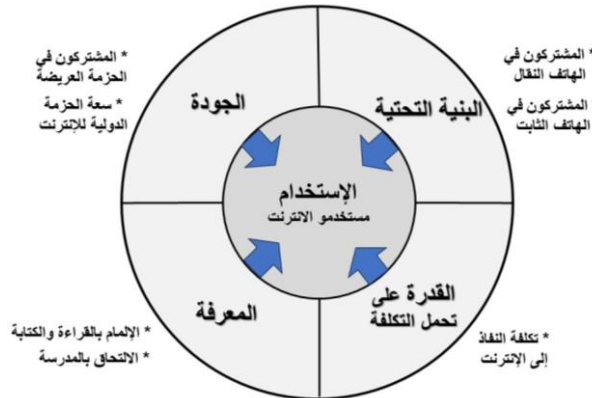 * المشتركون في
الهاتف النقال
* المشتركون في
الهاتف الثابت
البنية التحتية
* المشتركون في
الحزمة العريضة
* سعة الحزمة
الدولية للإنترنت
الجودة
الإستخدام
مستخدمو الانترنت
القدرة على
تحمل التكلفة
* تكلفة النفاذ
إلى الإنترنت
المعرفة
* الإلمام بالقراءة والكتابة
* الالتحاق بالمدرسة